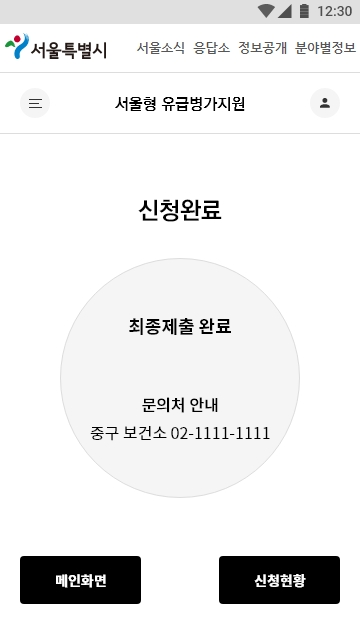 12:30
서울특별시 서울소식 응답소 정보공개 분야별정보
서울형 유급병가지원
신청완료
최종제출 완료
문의처 안내
중구 보건소 02-1111-1111
메인화면 신청현황